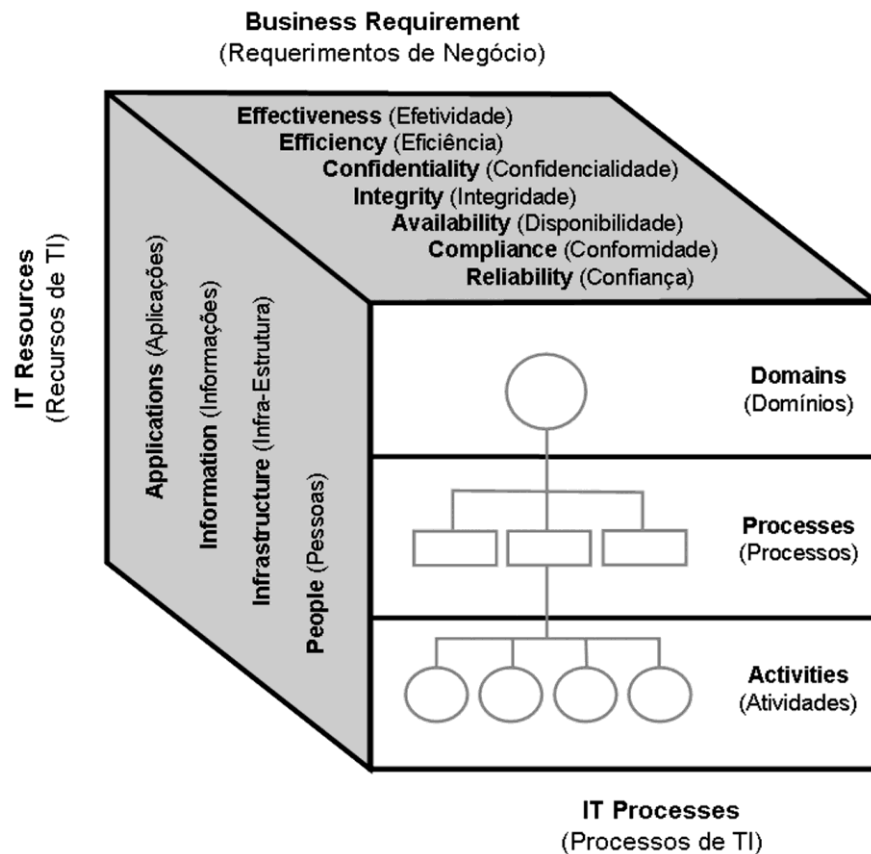 Business Requirement
(Requerimentos de Negócio)
Effectiveness (Efetividade)
Efficiency (Eficiência)
Confidentiality (Confidencialidade)
Integrity (Integridade)
Availability (Disponibilidade)
Compliance (Conformidade)
Reliability (Confiança)
IT Resources
(Recursos de TI)
Applications (Aplicações)
Information (Informações)
Infrastructure (Infra-Estrutura)
People (Pessoas)
Domains
(Domínios)
Processes
(Processos)
Activities
(Atividades)
IT Processes
(Processos de TI)